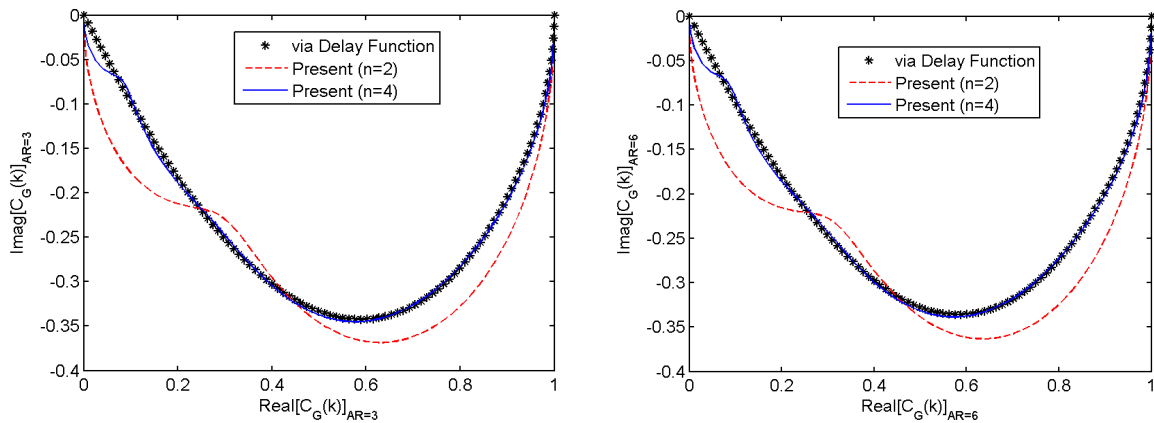 0
-0.05
-0.1
-0.15
-0.2
-0.25
-0.3
-0.35
-0.4
Imag[C_G(k)]_AR=3
via Delay Function
Present (n=2)
Present (n=4)
0 0.2 0.4 0.6 0.8 1
Real[C_G(k)]_AR=3
0
-0.05
-0.1
-0.15
-0.2
-0.25
-0.3
-0.35
-0.4
Imag[C_G(k)]_AR=6
via Delay Function
Present (n=2)
Present (n=4)
0 0.2 0.4 0.6 0.8 1
Real[C_G(k)]_AR=6